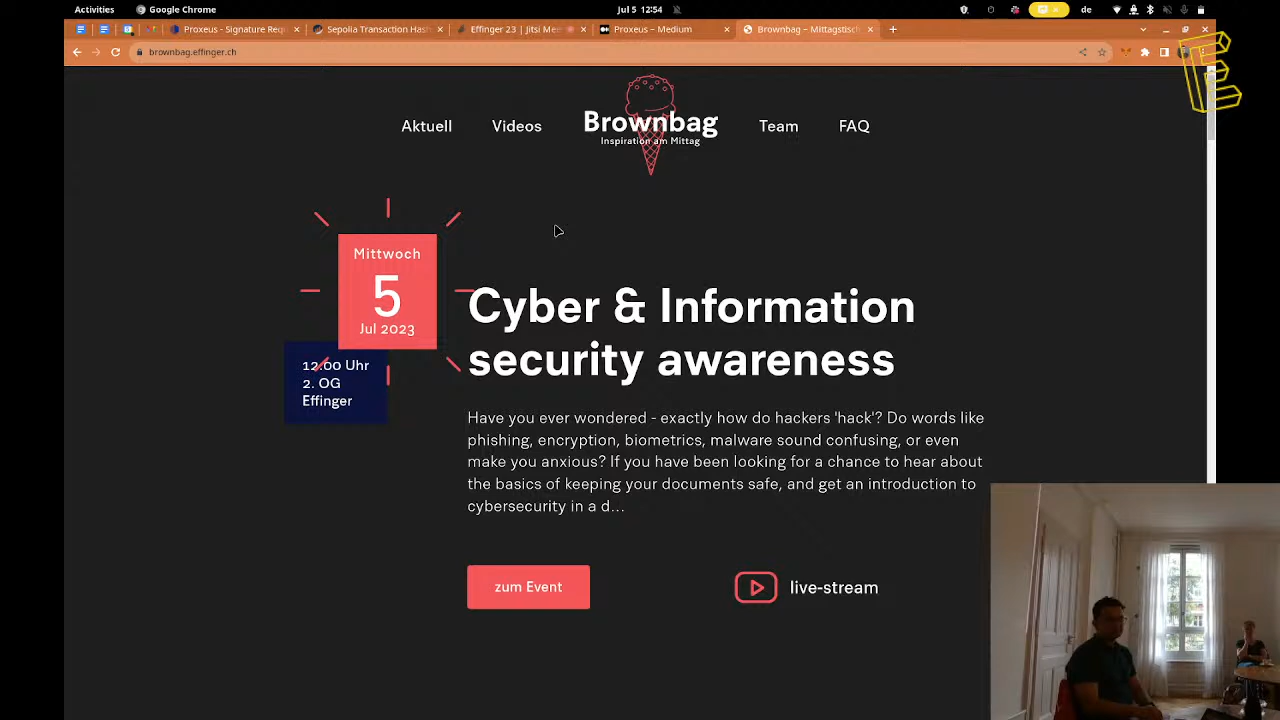 Activities
Google Chrome
Jul 5 12:54
de
Proxeus - Signature Req
Sepolia Transaction Hash
Effinger 23 | Jitsi Mee
Proxeus – Medium
Brownbag – Mittagstisch
brownbag.effinger.ch
Aktuell
Videos
Brownbag
Inspiration am Mittag
Team
FAQ
Mittwoch
5
Jul 2023
12:00 Uhr
2. OG
Effinger
Cyber & Information
security awareness
Have you ever wondered - exactly how do hackers 'hack'? Do words like
phishing, encryption, biometrics, malware sound confusing, or even
make you anxious? If you have been looking for a chance to hear about
the basics of keeping your documents safe, and get an introduction to
cybersecurity in a d...
zum Event
live-stream